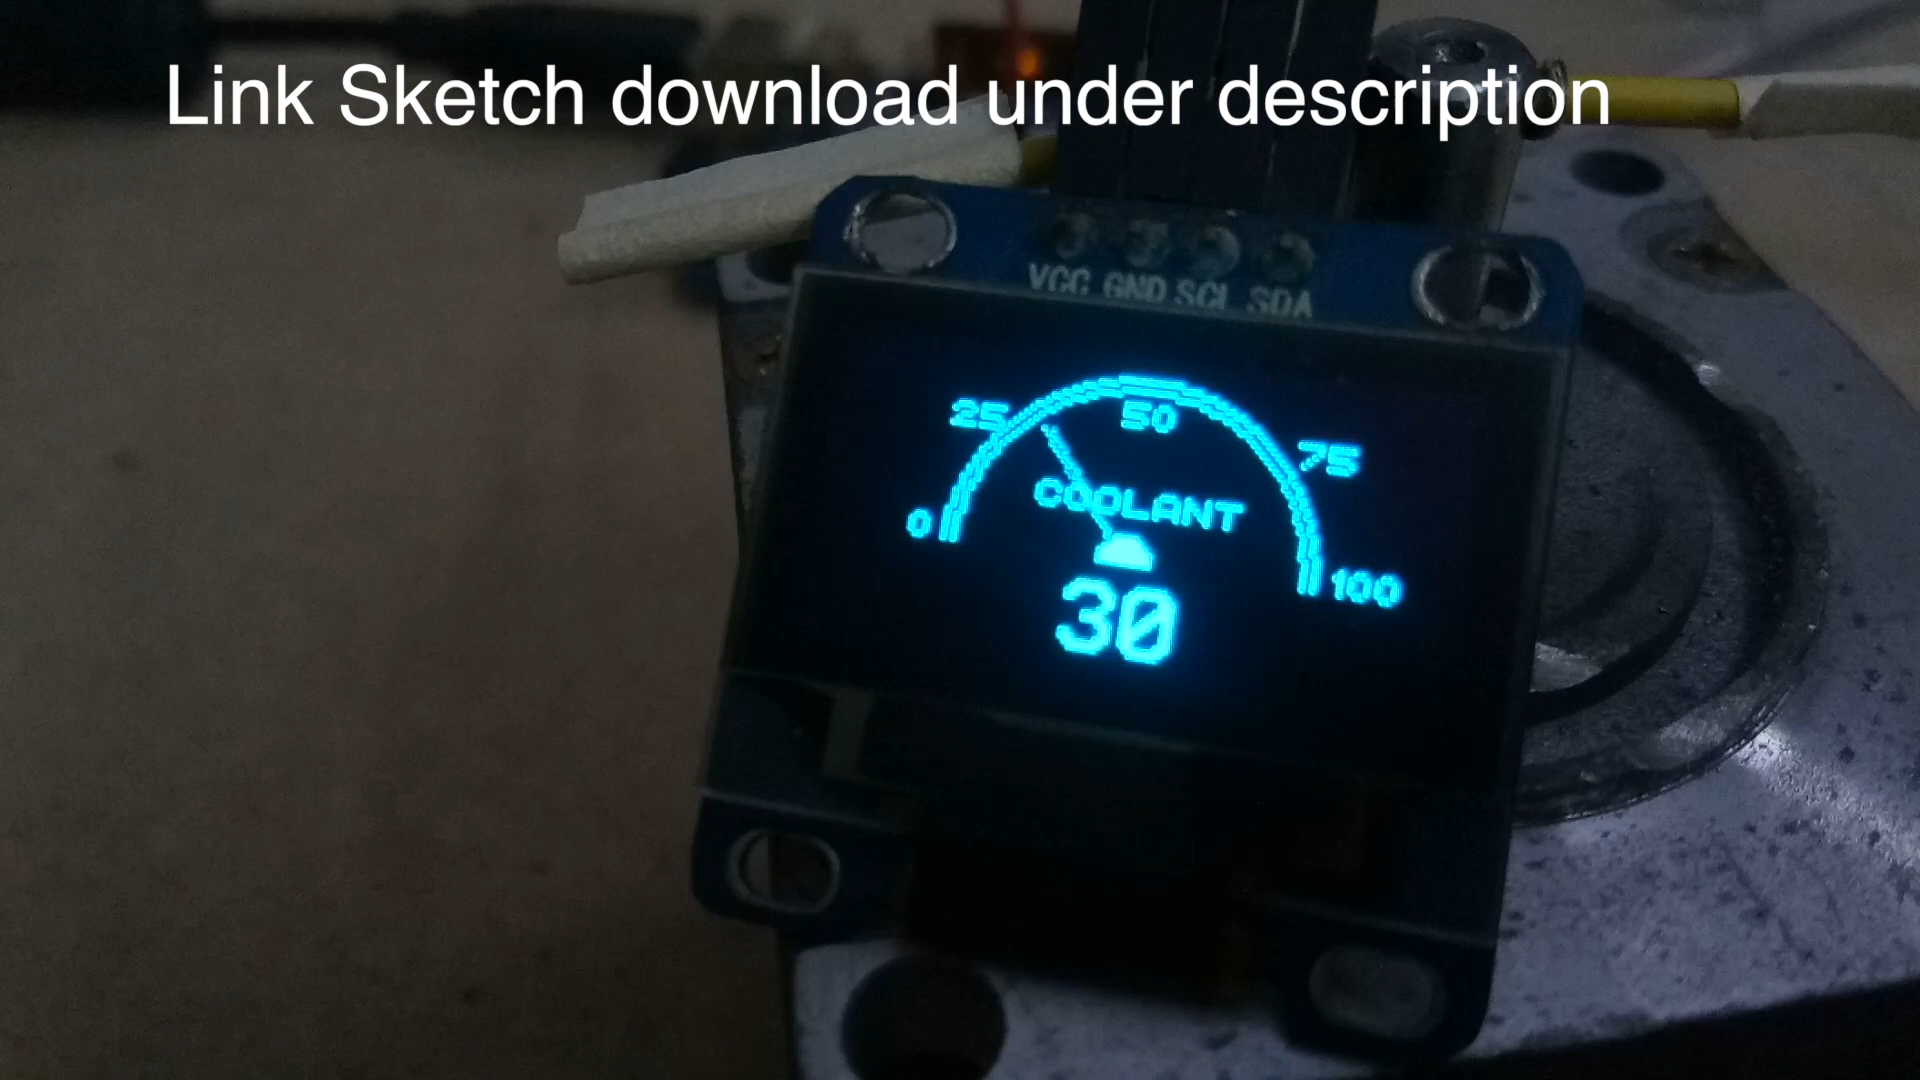 Link Sketch download under description
VCC GND SCL SDA
25 50 75
COOLANT
0 100
30